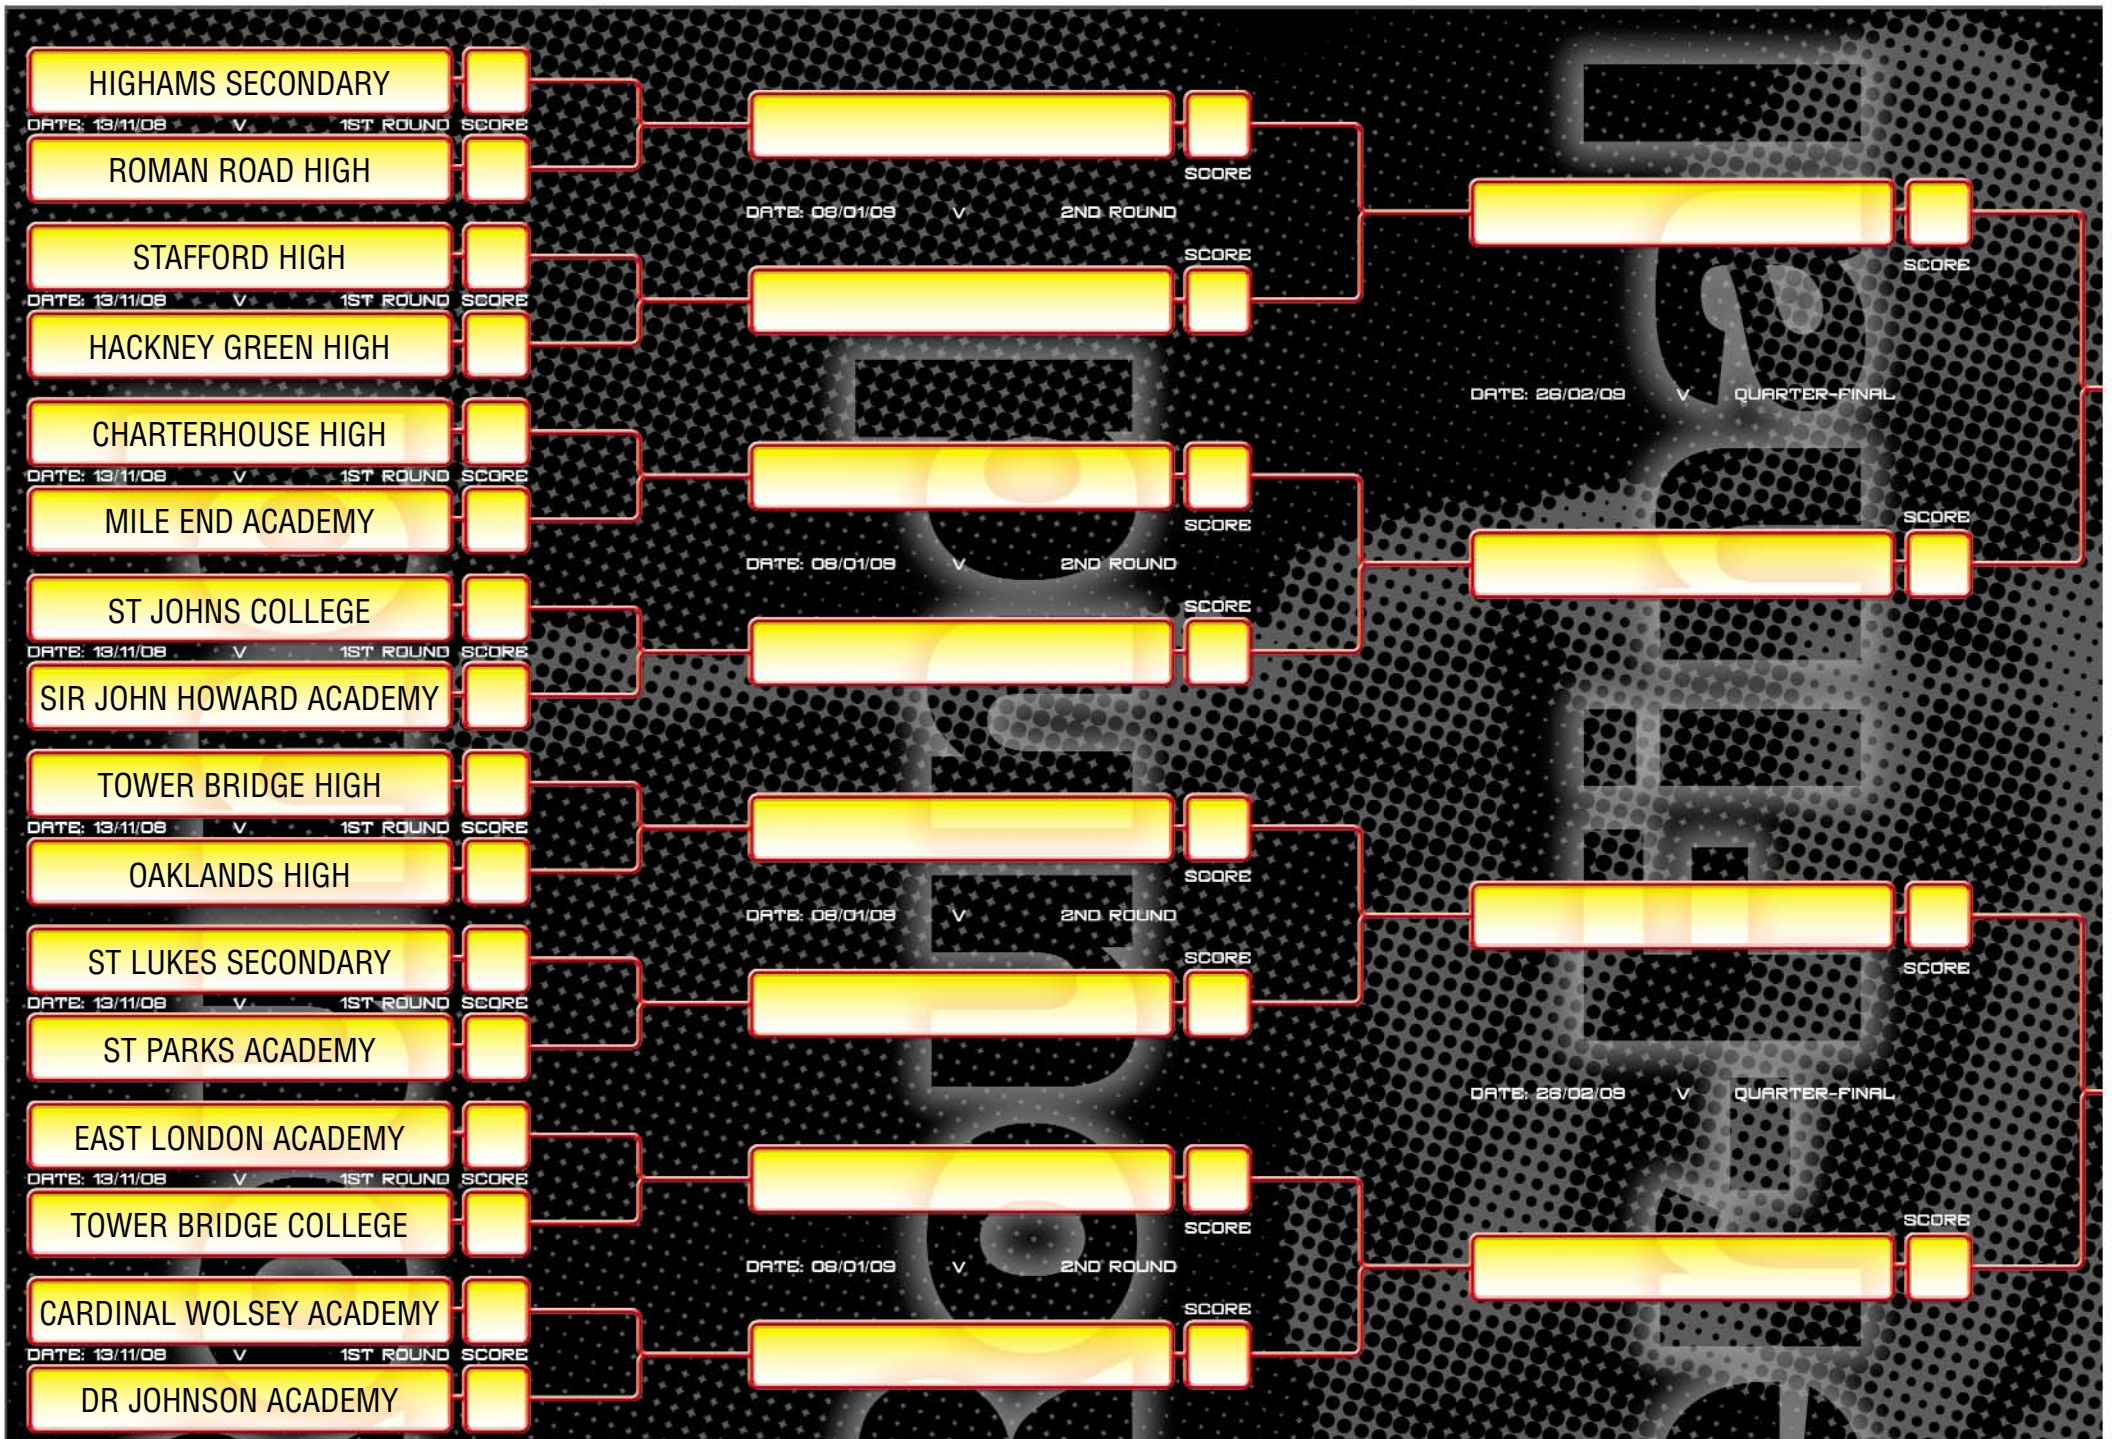 HIGHAMS SECONDARY
DATE: 13/11/08 V 1ST ROUND SCORE
ROMAN ROAD HIGH
STAFFORD HIGH
DATE: 13/11/08 V 1ST ROUND SCORE
HACKNEY GREEN HIGH
CHARTERHOUSE HIGH
DATE: 13/11/08 V 1ST ROUND SCORE
MILE END ACADEMY
ST JOHNS COLLEGE
DATE: 13/11/08 V 1ST ROUND SCORE
SIR JOHN HOWARD ACADEMY
TOWER BRIDGE HIGH
DATE: 13/11/08 V 1ST ROUND SCORE
OAKLANDS HIGH
ST LUKES SECONDARY
DATE: 13/11/08 V 1ST ROUND SCORE
ST PARKS ACADEMY
EAST LONDON ACADEMY
DATE: 13/11/08 V 1ST ROUND SCORE
TOWER BRIDGE COLLEGE
CARDINAL WOLSEY ACADEMY
DATE: 13/11/08 V 1ST ROUND SCORE
DR JOHNSON ACADEMY
SCORE
DATE: 08/01/09 V 2ND ROUND
SCORE
SCORE
DATE: 08/01/09 V 2ND ROUND
SCORE
SCORE
DATE: 08/01/09 V 2ND ROUND
SCORE
SCORE
DATE: 08/01/09 V 2ND ROUND
SCORE
SCORE
DATE: 26/02/09 V QUARTER-FINAL
SCORE
SCORE
DATE: 26/02/09 V QUARTER-FINAL
SCORE